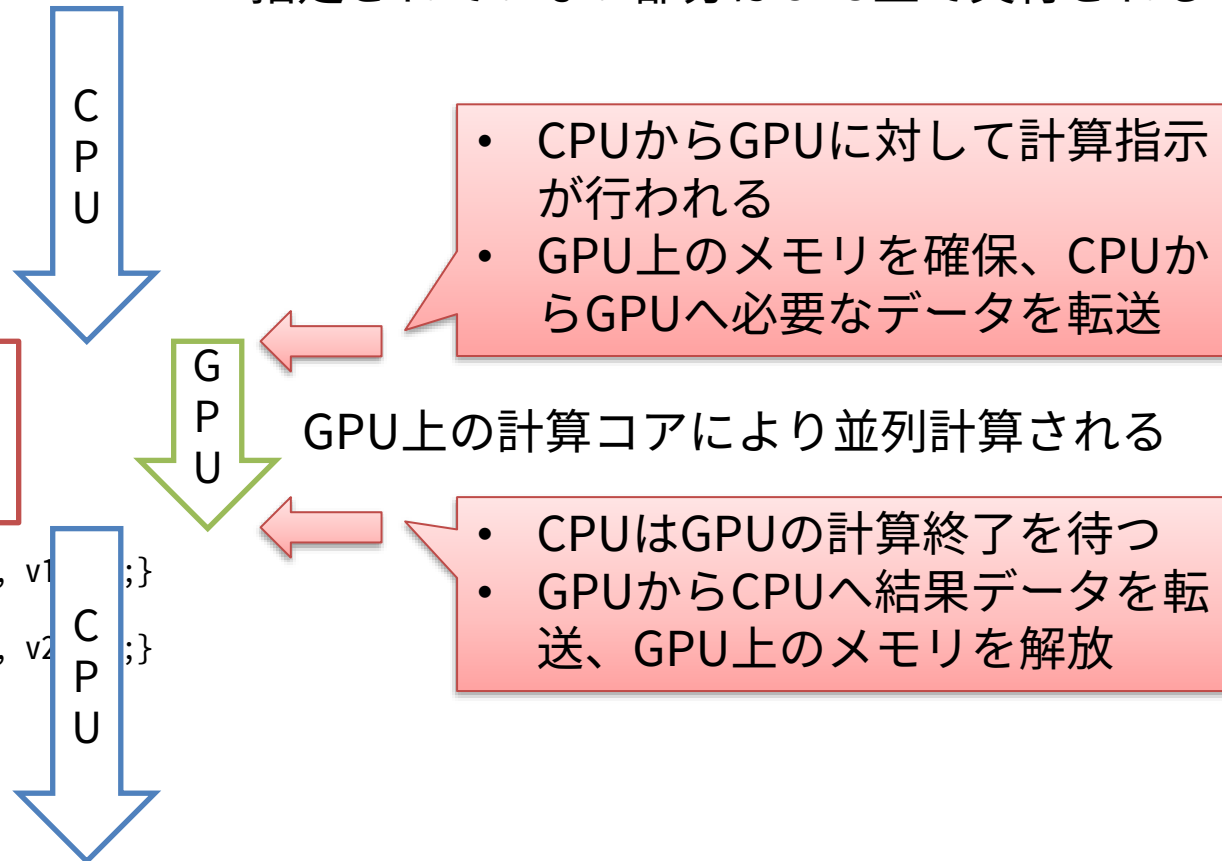 C
P
U
• CPUからGPUに対して計算指示
が行われる
• GPU上のメモリを確保、CPUか
らGPUへ必要なデータを転送
G
P
U
GPU上の計算コアにより並列計算される
• CPUはGPUの計算終了を待つ
• GPUからCPUへ結果データを転
送、GPU上のメモリを解放
, v1 ;}
, v2 ;}
C
P
U